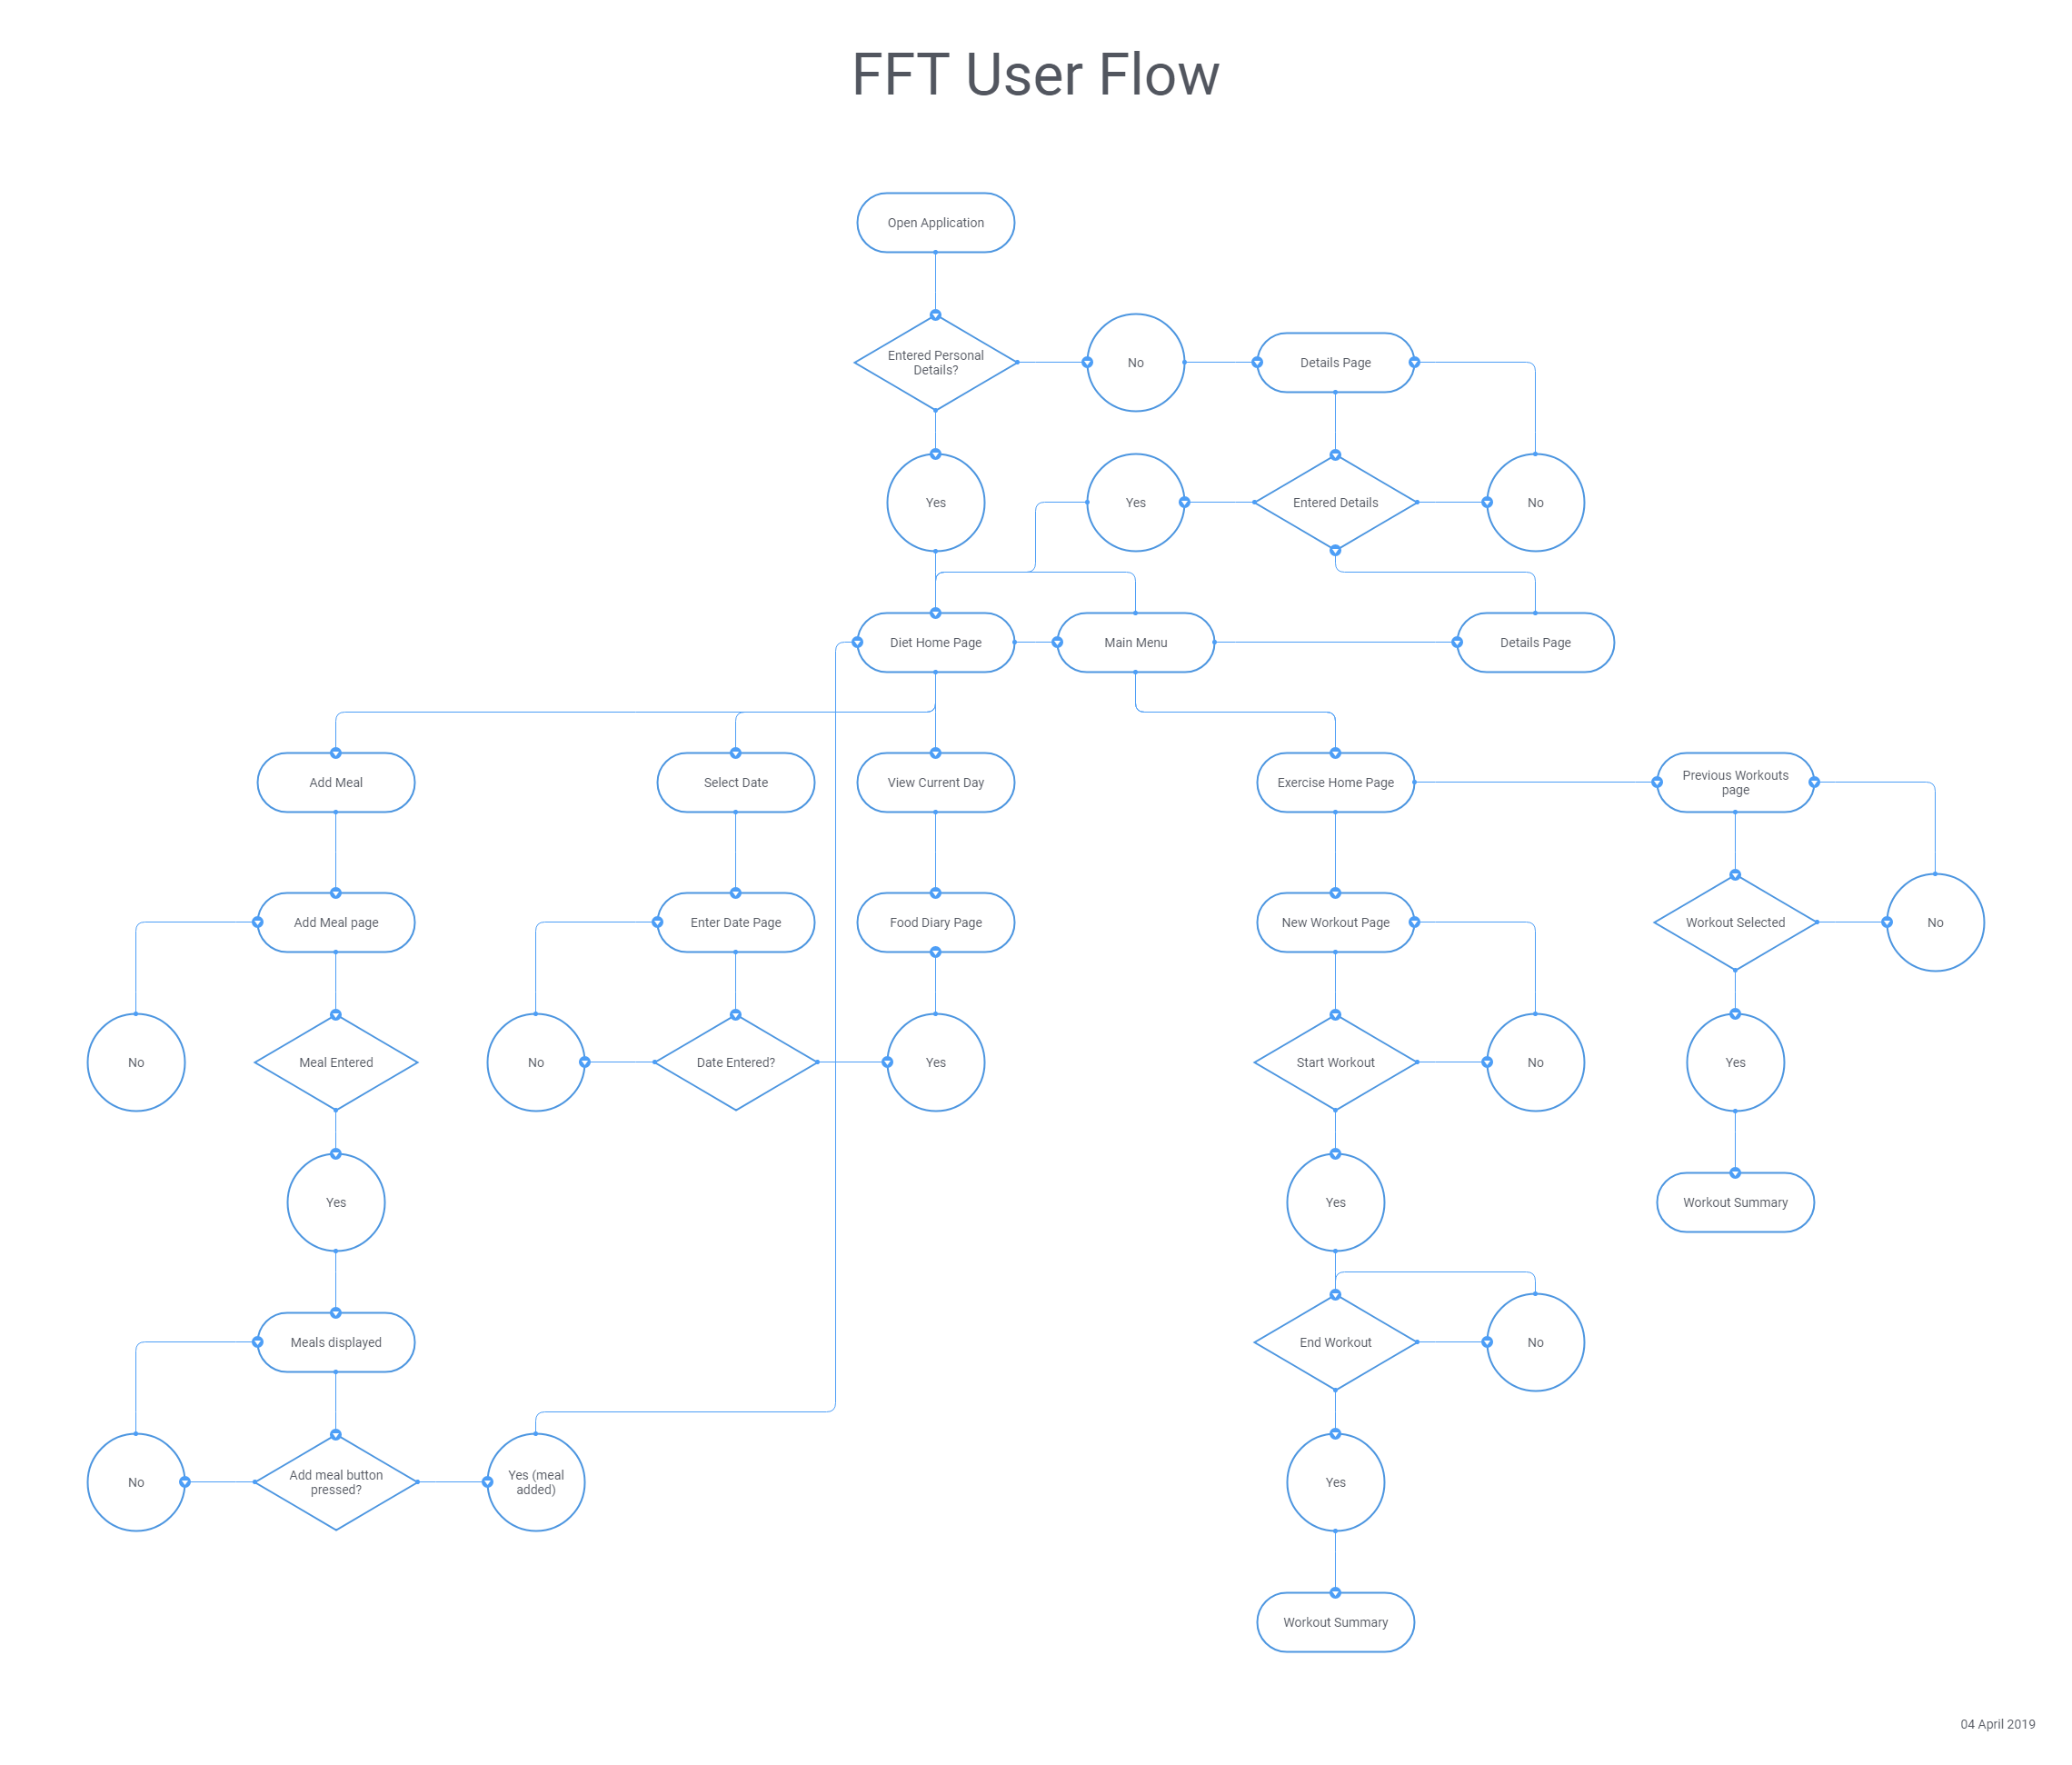 FFT User Flow
Open Application
Entered Personal
Details?
No
Details Page
Yes
Yes
Entered Details
No
Diet Home Page
Main Menu
Details Page
Add Meal
Select Date
View Current Day
Exercise Home Page
Previous Workouts
page
Add Meal page
Enter Date Page
Food Diary Page
New Workout Page
Workout Selected
No
No
Meal Entered
No
Date Entered?
Yes
Start Workout
No
Yes
Yes
Yes
Workout Summary
Meals displayed
End Workout
No
No
Add meal button
pressed?
Yes (meal
added)
Yes
Workout Summary
04 April 2019